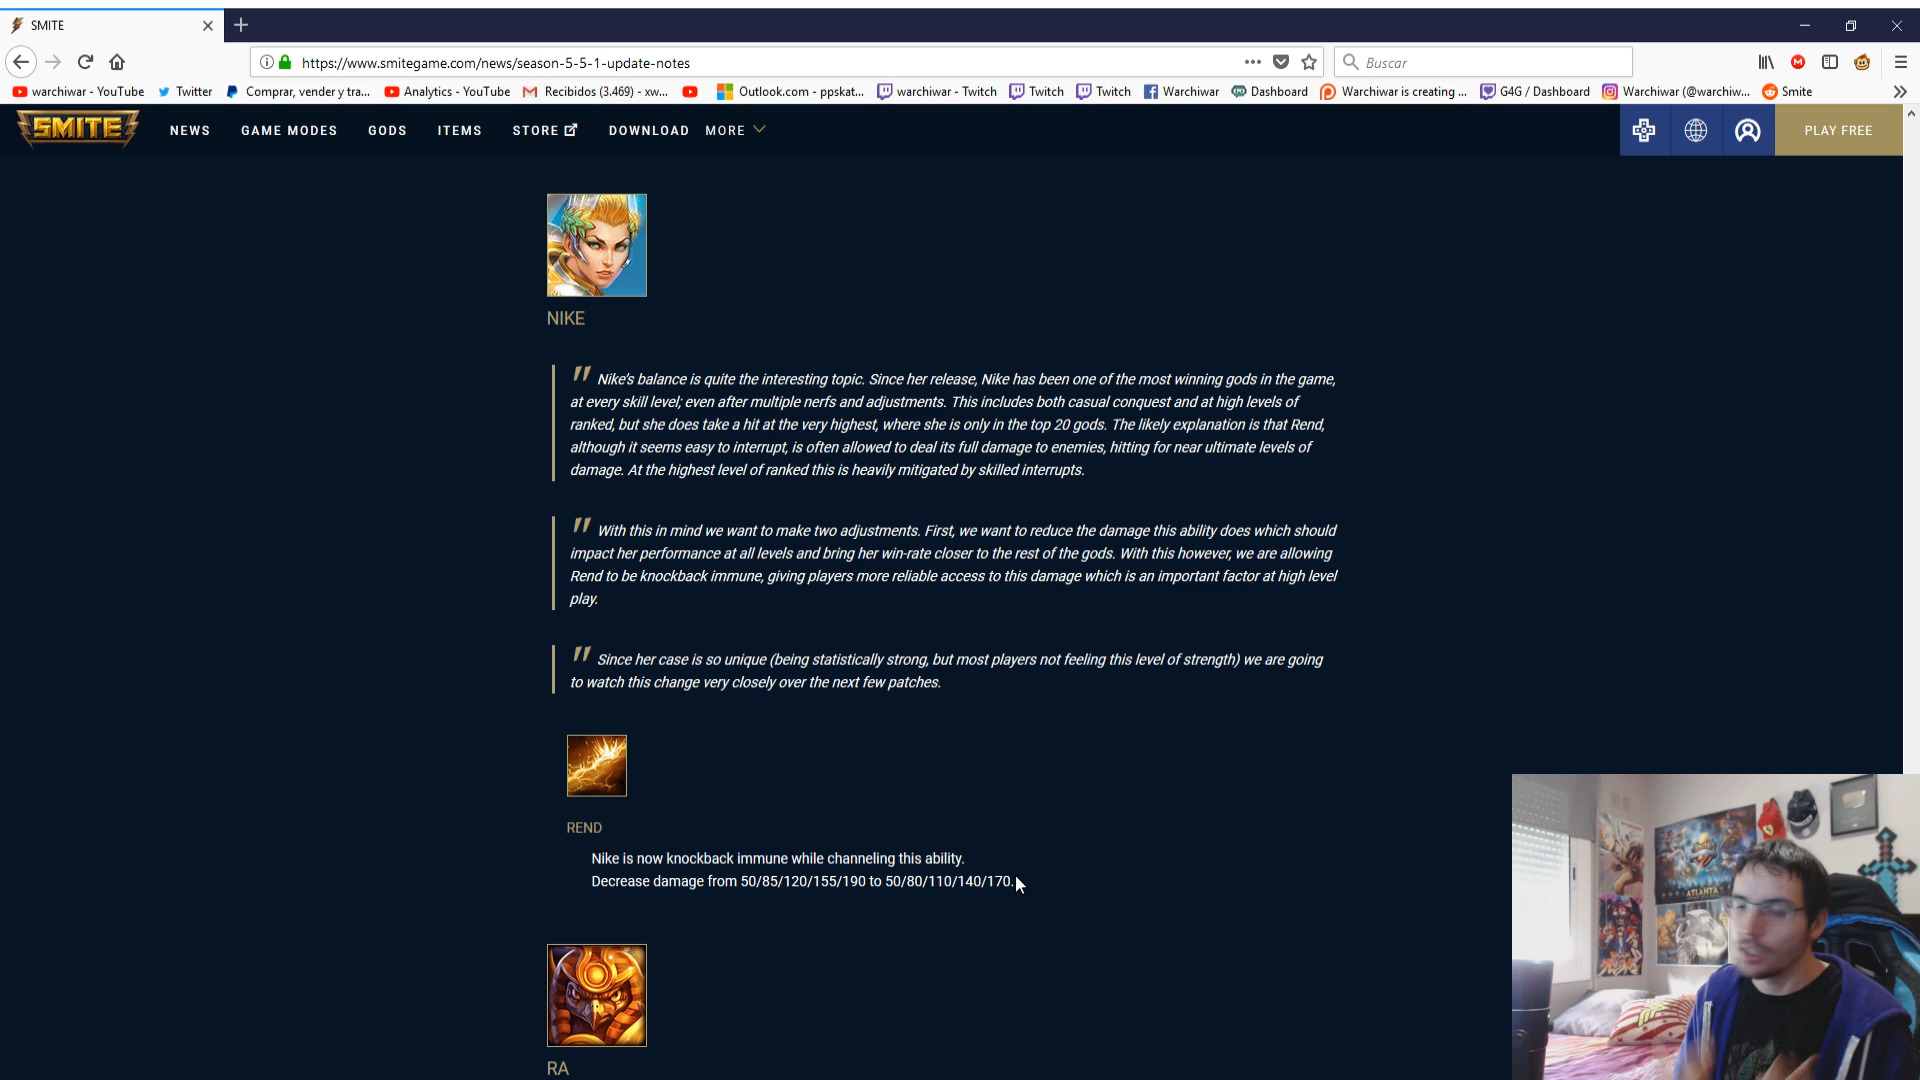 SMITE
https://www.smitegame.com/news/season-5-5-1-update-notes
Buscar
warchiwar - YouTube
Twitter
Comprar, vender y tra...
Analytics - YouTube
Recibidos (3.469) - xw...
Outlook.com - ppskat...
warchiwar - Twitch
Twitch
Twitch
Warchiwar
Dashboard
Warchiwar is creating ...
G4G / Dashboard
Warchiwar (@warchiw...
Smite
SMITE
NEWS
GAME MODES
GODS
ITEMS
STORE
DOWNLOAD
MORE
PLAY FREE
NIKE
" Nike's balance is quite the interesting topic. Since her release, Nike has been one of the most winning gods in the game,
at every skill level; even after multiple nerfs and adjustments. This includes both casual conquest and at high levels of
ranked, but she does take a hit at the very highest, where she is only in the top 20 gods. The likely explanation is that Rend,
although it seems easy to interrupt, is often allowed to deal its full damage to enemies, hitting for near ultimate levels of
damage. At the highest level of ranked this is heavily mitigated by skilled interrupts.
" With this in mind we want to make two adjustments. First, we want to reduce the damage this ability does which should
impact her performance at all levels and bring her win-rate closer to the rest of the gods. With this however, we are allowing
Rend to be knockback immune, giving players more reliable access to this damage which is an important factor at high level
play.
" Since her case is so unique (being statistically strong, but most players not feeling this level of strength) we are going
to watch this change very closely over the next few patches.
REND
Nike is now knockback immune while channeling this ability.
Decrease damage from 50/85/120/155/190 to 50/80/110/140/170.
RA
ATLANTA